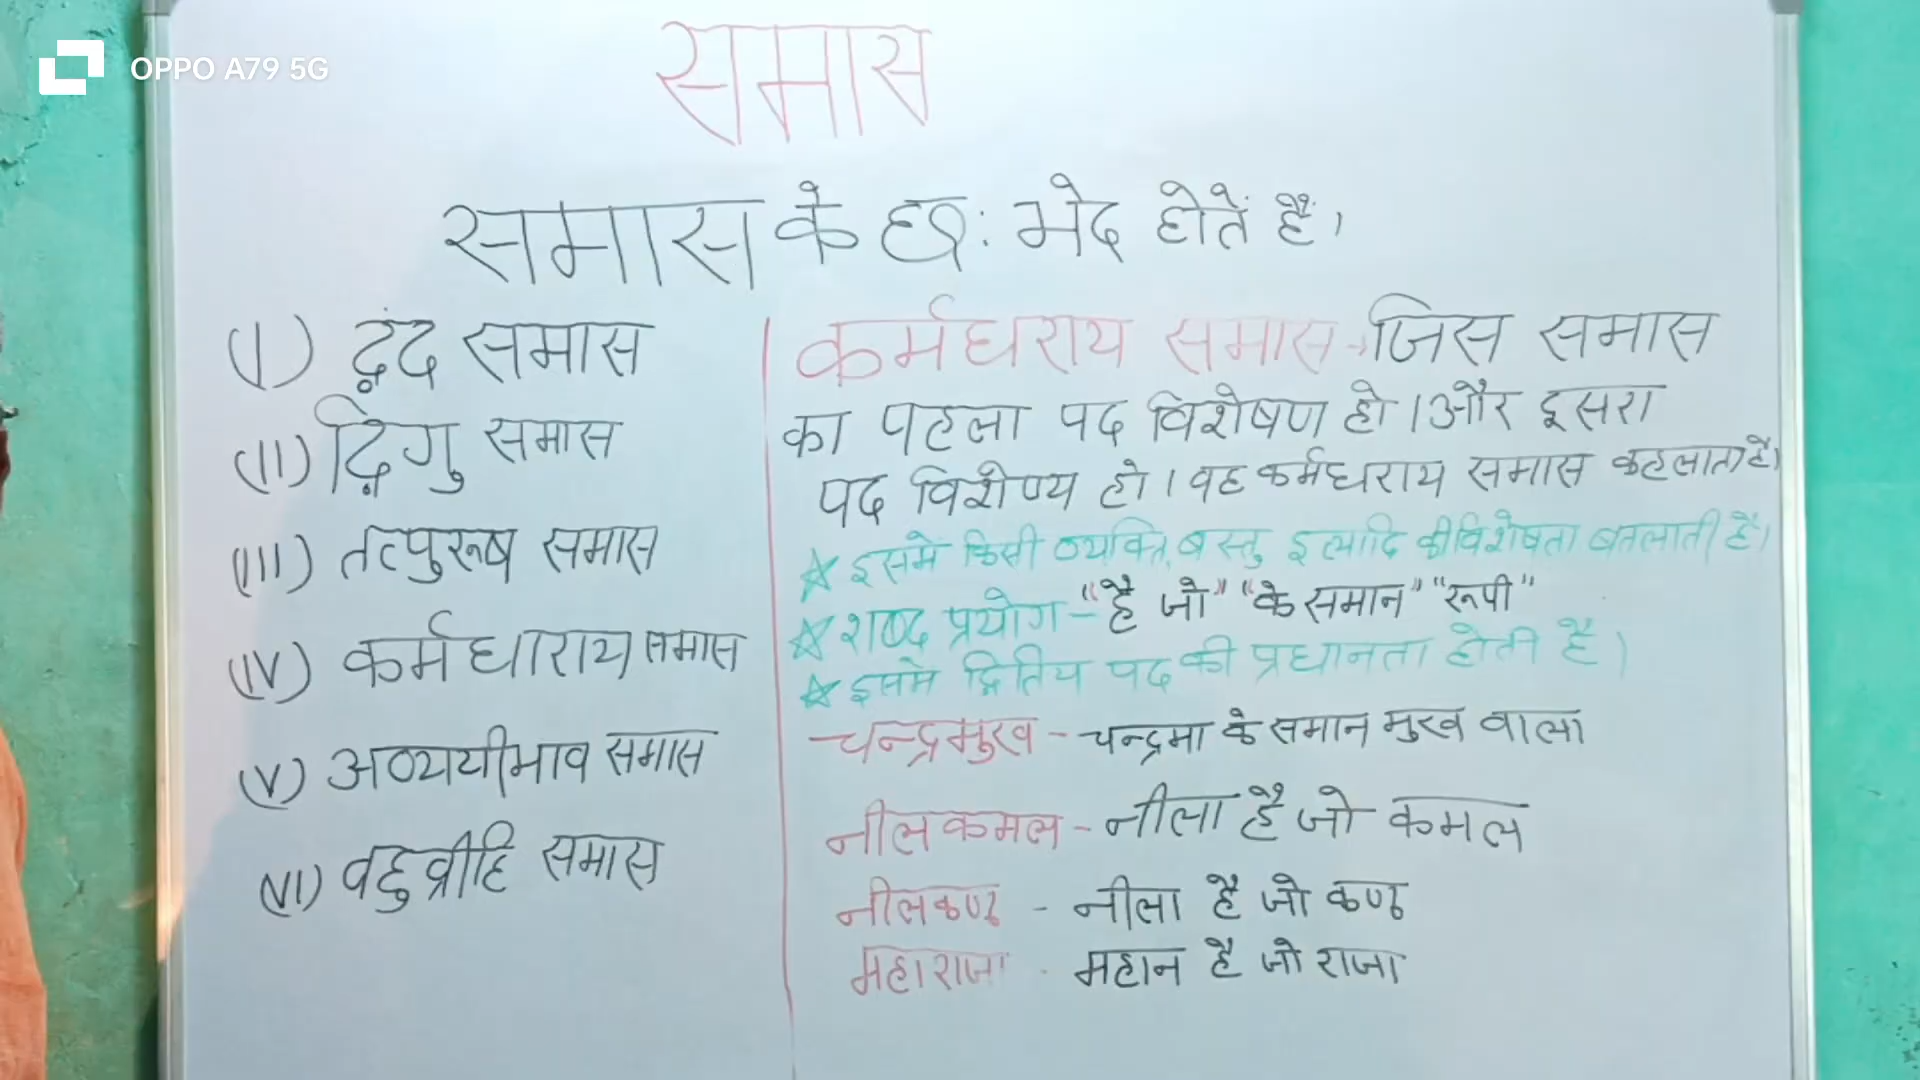 OPPO A79 5G
समास
समास के छः भेद होतें हैं।
(I) द्वंद समास
(II) द्विगु समास
(III) तत्पुरूष समास
(IV) कर्मधाराय समास
(V) अव्ययीभाव समास
(VI) वहुव्रीहि समास
कर्मधराय समास - जिस समास
का पहला पद विशेषण हो। और दूसरा
पद विशेष्य हो। वह कर्मधराय समास कहलाता है।
☆ इसमे किसी व्यक्ति, बस्तु इत्यादि की विशेषता बतलाती है।
☆ शब्द प्रयोग - "है जो" "के समान" "रूपी"
☆ इसमे द्वितिय पद की प्रधानता होती है।
चन्द्रमुख - चन्द्रमा के समान मुख वाला
नीलकमल - नीला है जो कमल
नीलकण्ठ - नीला है जो कण्ठ
महाराजा - महान है जो राजा